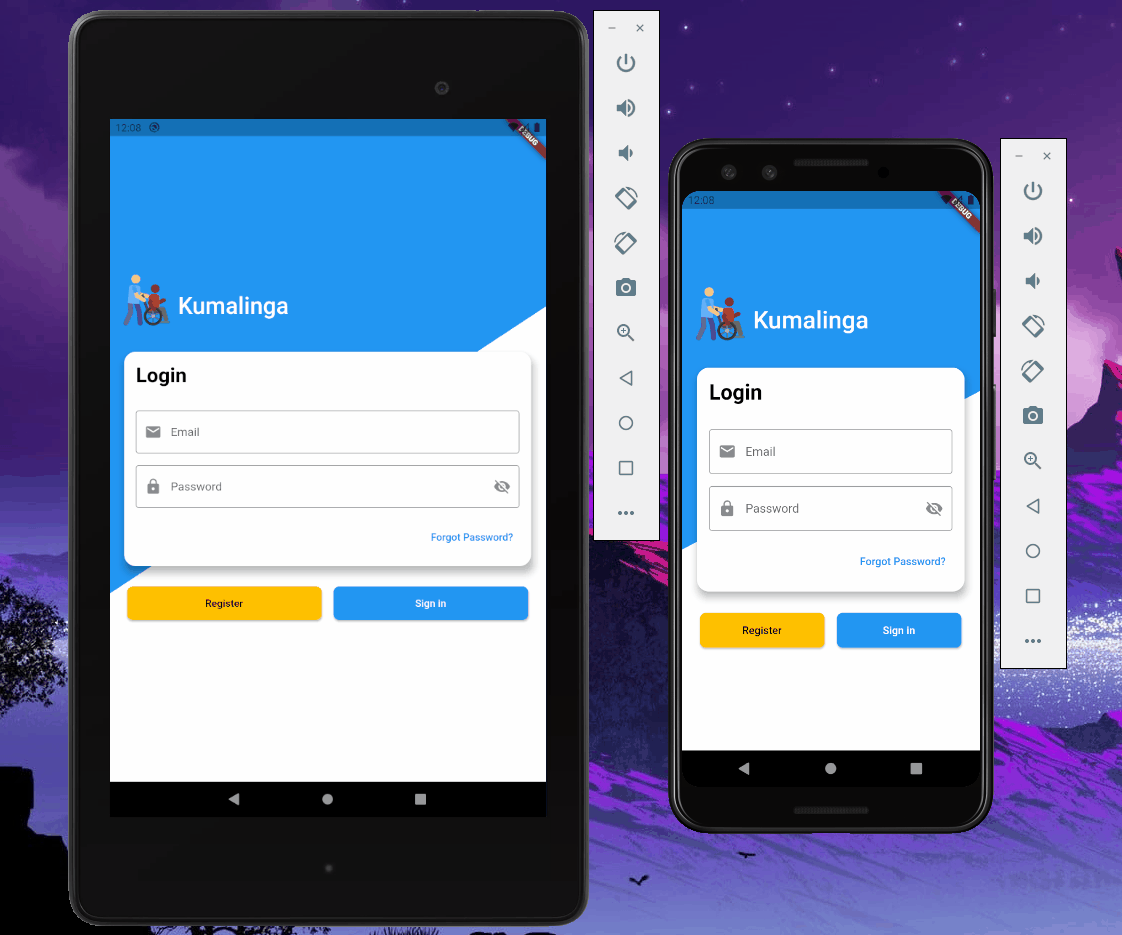 12:08
DEBUG
Kumalinga
Login
Email
Password
Forgot Password?
Register
Sign in
12:08
DEBUG
Kumalinga
Login
Email
Password
Forgot Password?
Register
Sign in